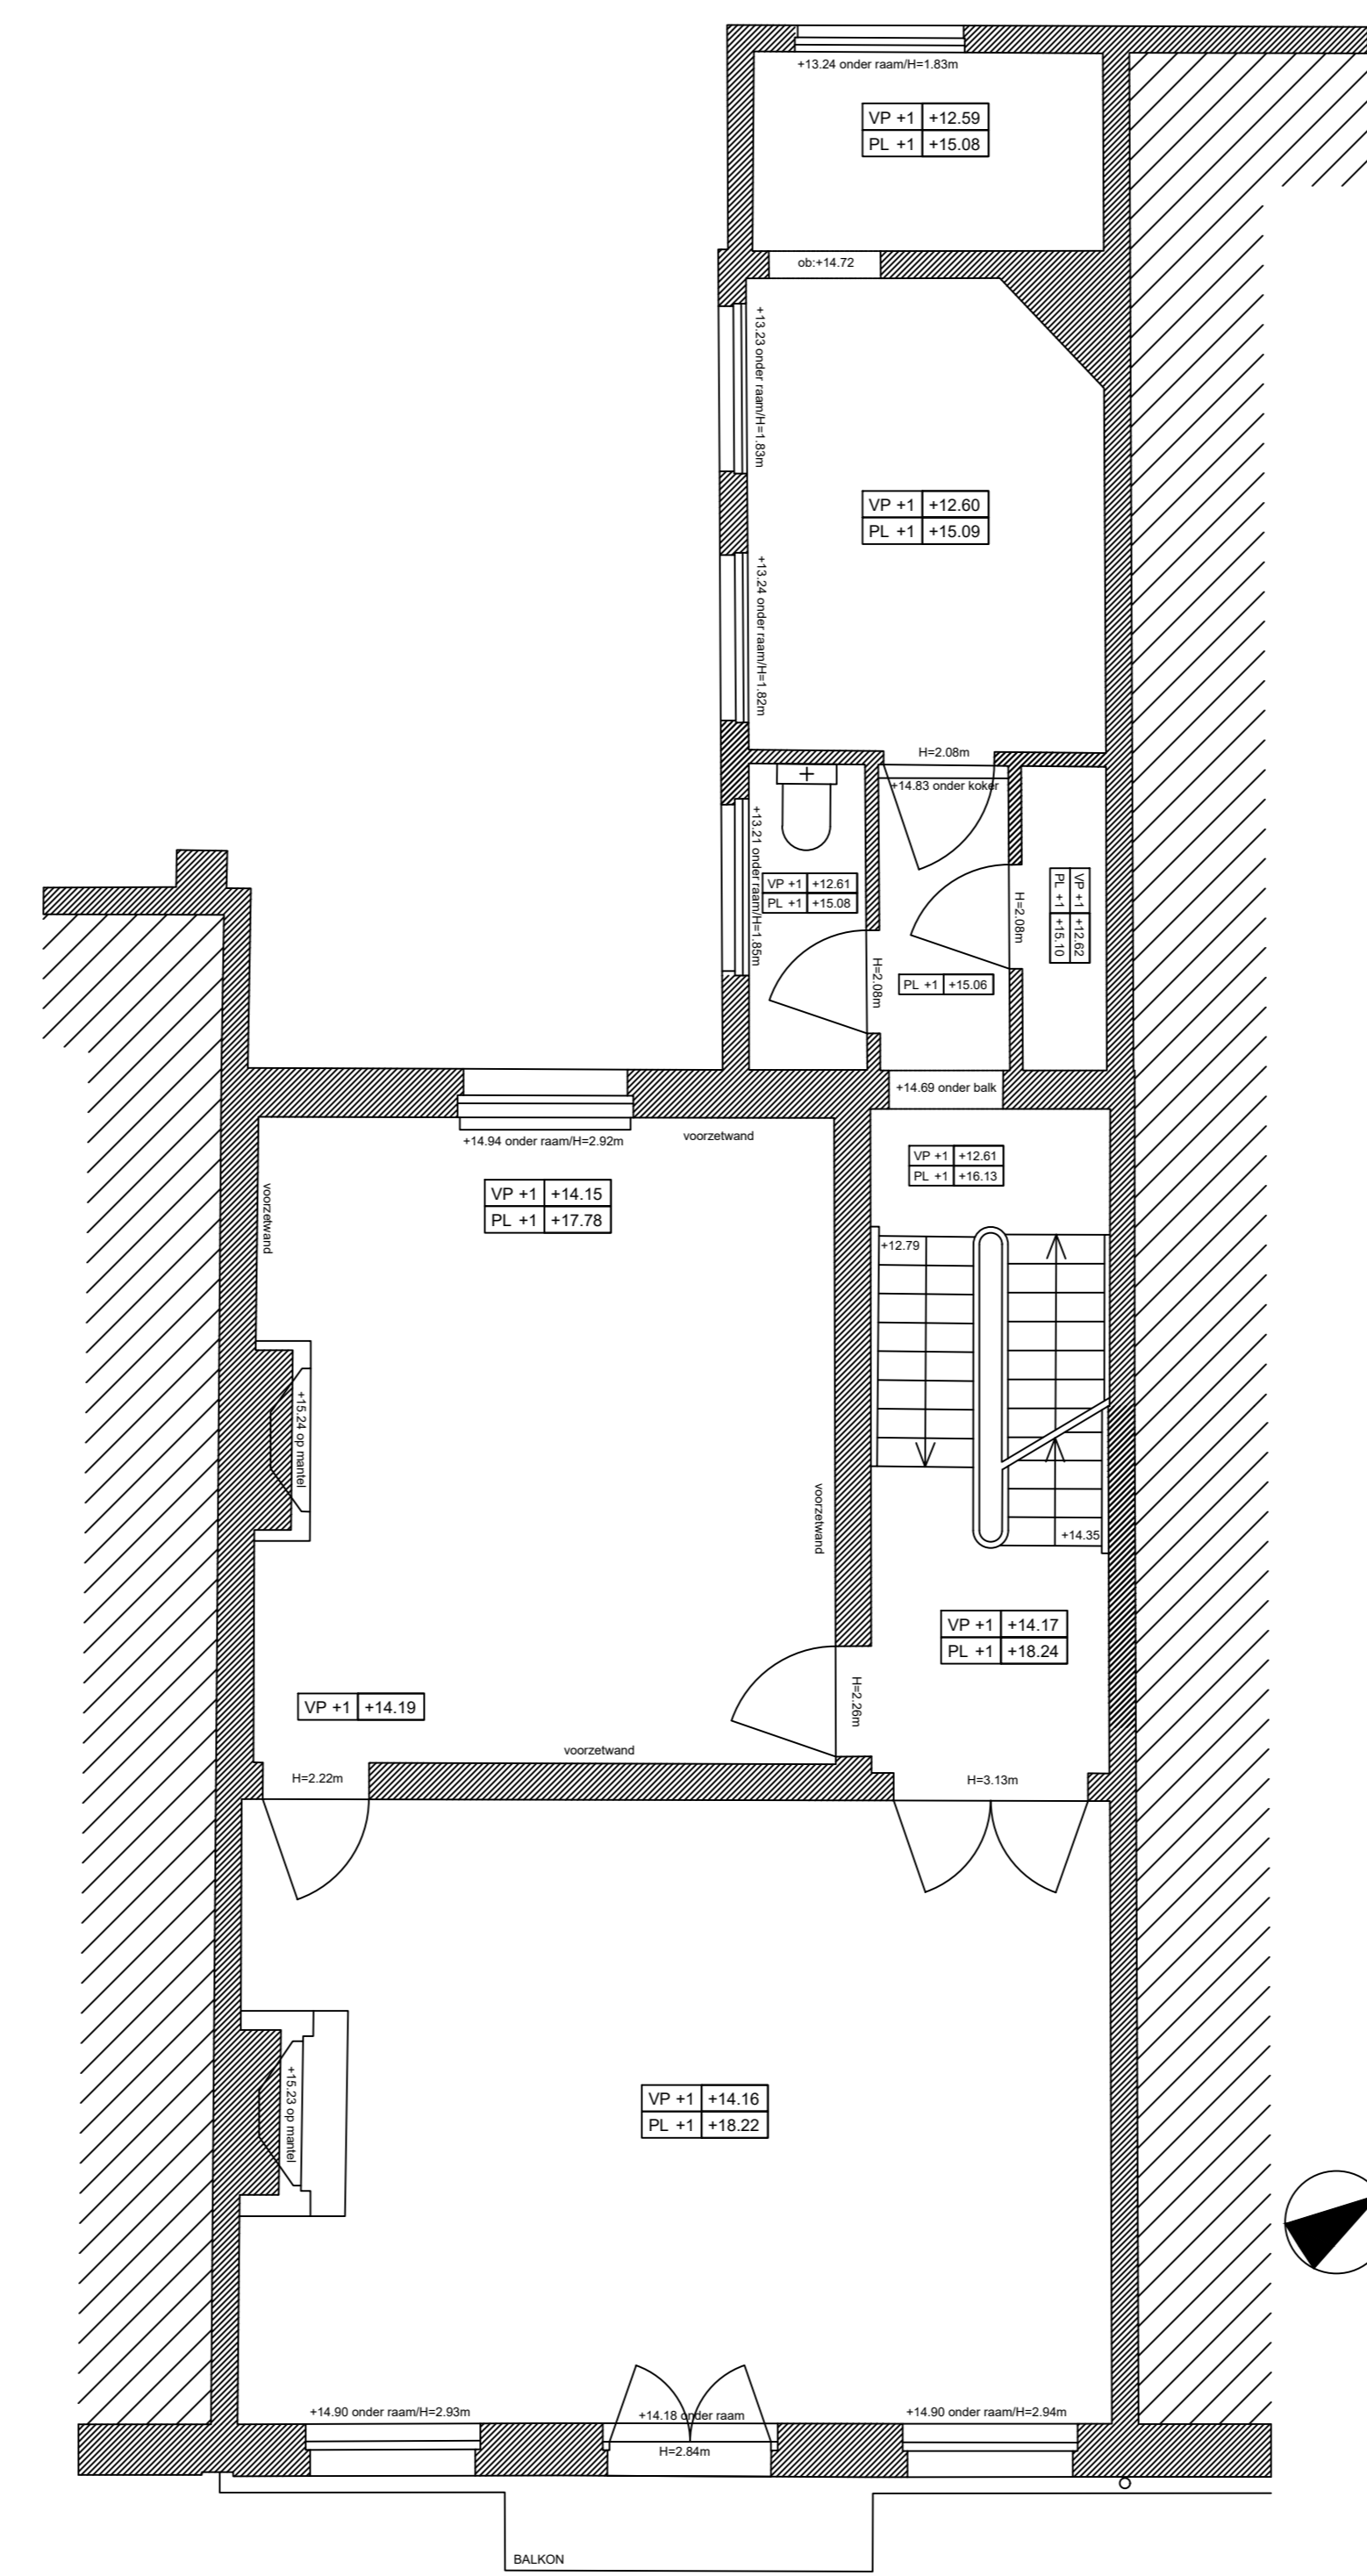 +13.24 onder raam/H=1.83m
VP +1 +12.59
PL +1 +15.08
ob:+14.72
+13.23 onder raam/H=1.83m
VP +1 +12.60
PL +1 +15.09
+13.24 onder raam/H=1.82m
H=2.08m
+14.83 onder koker
+13.21 onder raam/H=1.85m
VP +1 +12.61
PL +1 +15.08
H=2.08m
H=2.08m
VP +1 +12.62
PL +1 +15.10
PL +1 +15.06
+14.69 onder balk
+14.94 onder raam/H=2.92m
voorzetwand
VP +1 +12.61
PL +1 +16.13
voorzetwand
VP +1 +14.15
PL +1 +17.78
+12.79
+15.24 op mantel
voorzetwand
+14.35
VP +1 +14.17
PL +1 +18.24
H=2.26m
VP +1 +14.19
voorzetwand
H=2.22m
H=3.13m
+15.23 op mantel
VP +1 +14.16
PL +1 +18.22
+14.90 onder raam/H=2.93m
+14.18 onder raam
+14.90 onder raam/H=2.94m
H=2.84m
BALKON